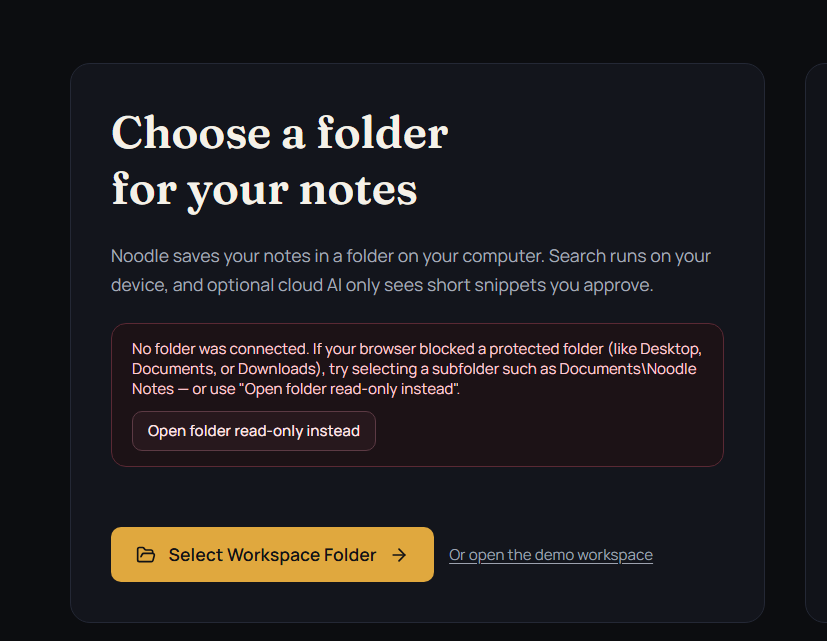 Choose a folder
for your notes
Noodle saves your notes in a folder on your computer. Search runs on your
device, and optional cloud AI only sees short snippets you approve.
No folder was connected. If your browser blocked a protected folder (like Desktop,
Documents, or Downloads), try selecting a subfolder such as Documents\Noodle
Notes — or use "Open folder read-only instead".
Open folder read-only instead
Select Workspace Folder →
Or open the demo workspace